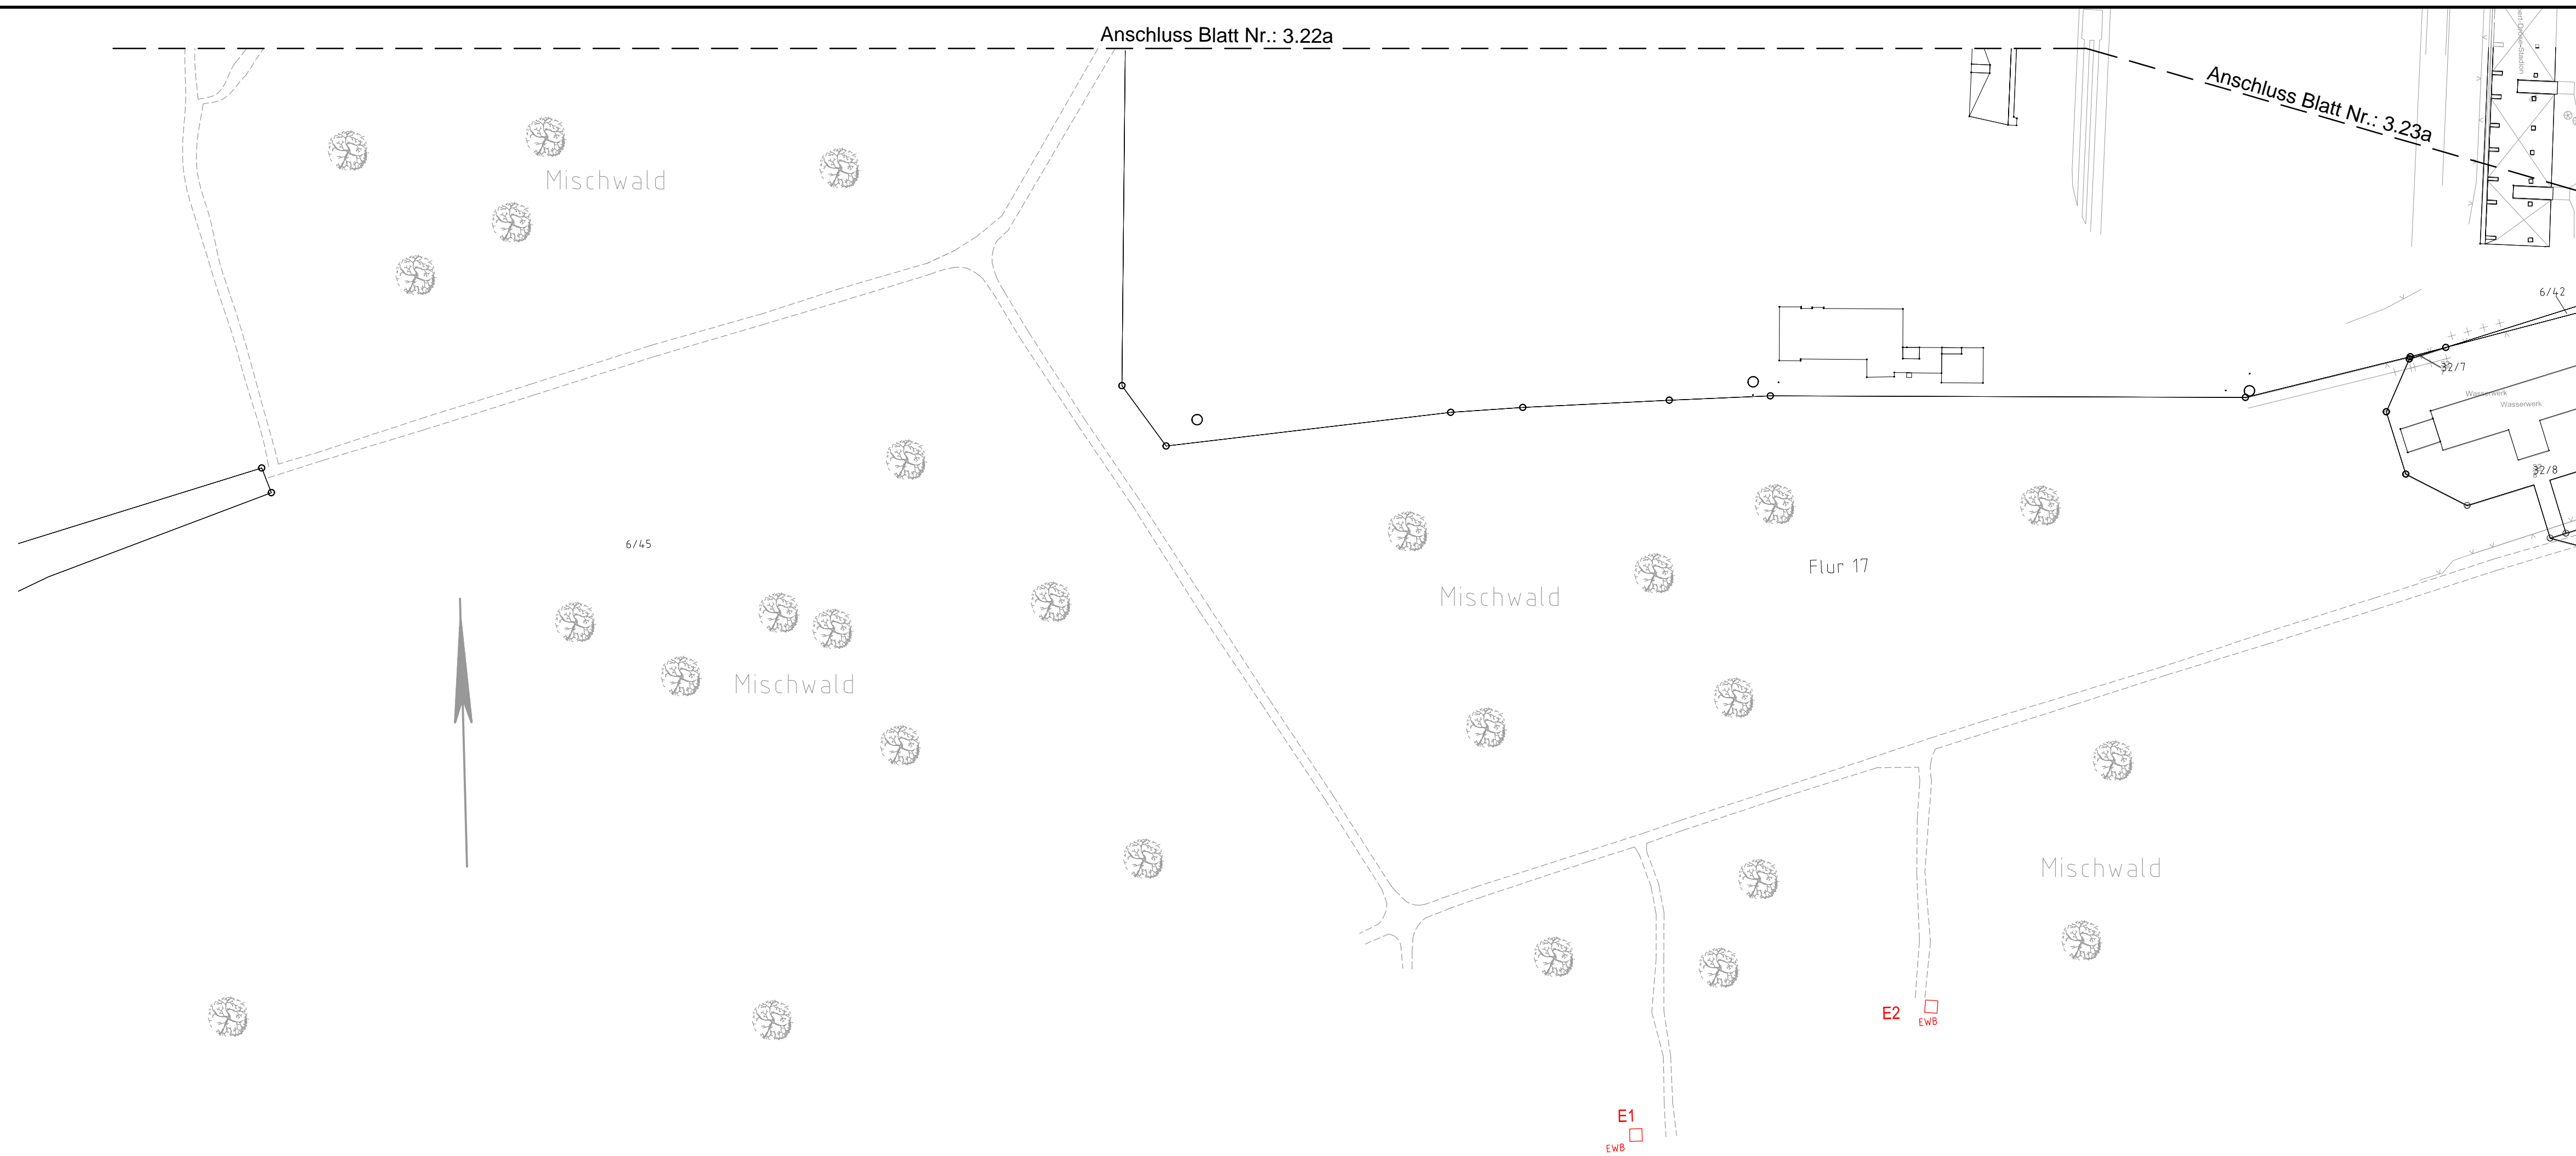 Anschluss Blatt Nr.: 3.22a
Anschluss Blatt Nr.: 3.23a
Mischwald
6/42
32/7
Wasserwerk
Wasserwerk
32/8
6/45
Flur 17
Mischwald
Mischwald
Mischwald
E2
EWB
E1
EWB